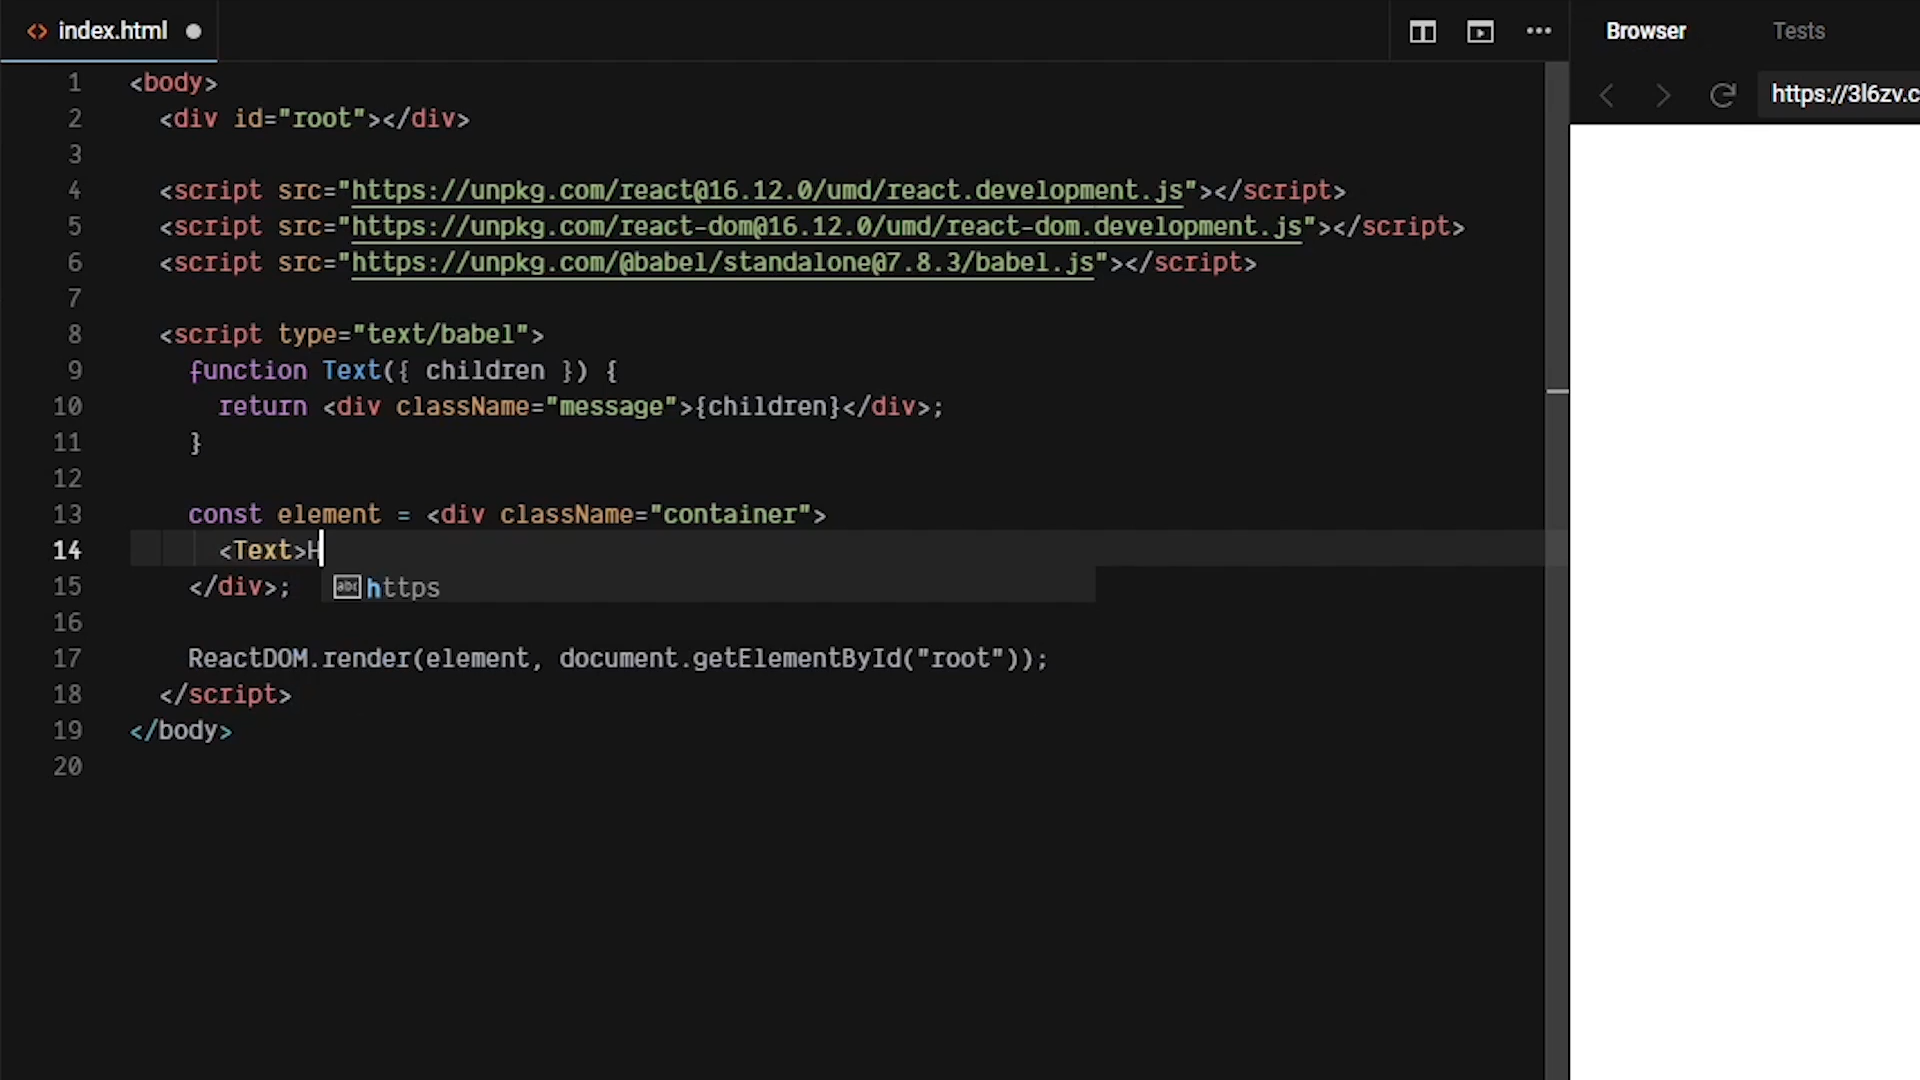 index.html
Browser
Tests
https://3l6zv.c
1 <body>
2 <div id="root"></div>
3
4 <script src="https://unpkg.com/react@16.12.0/umd/react.development.js"></script>
5 <script src="https://unpkg.com/react-dom@16.12.0/umd/react-dom.development.js"></script>
6 <script src="https://unpkg.com/@babel/standalone@7.8.3/babel.js"></script>
7
8 <script type="text/babel">
9 function Text({ children }) {
10 return <div className="message">{children}</div>;
11 }
12
13 const element = <div className="container">
14 <Text>H
15 </div>; abc https
16
17 ReactDOM.render(element, document.getElementById("root"));
18 </script>
19 </body>
20